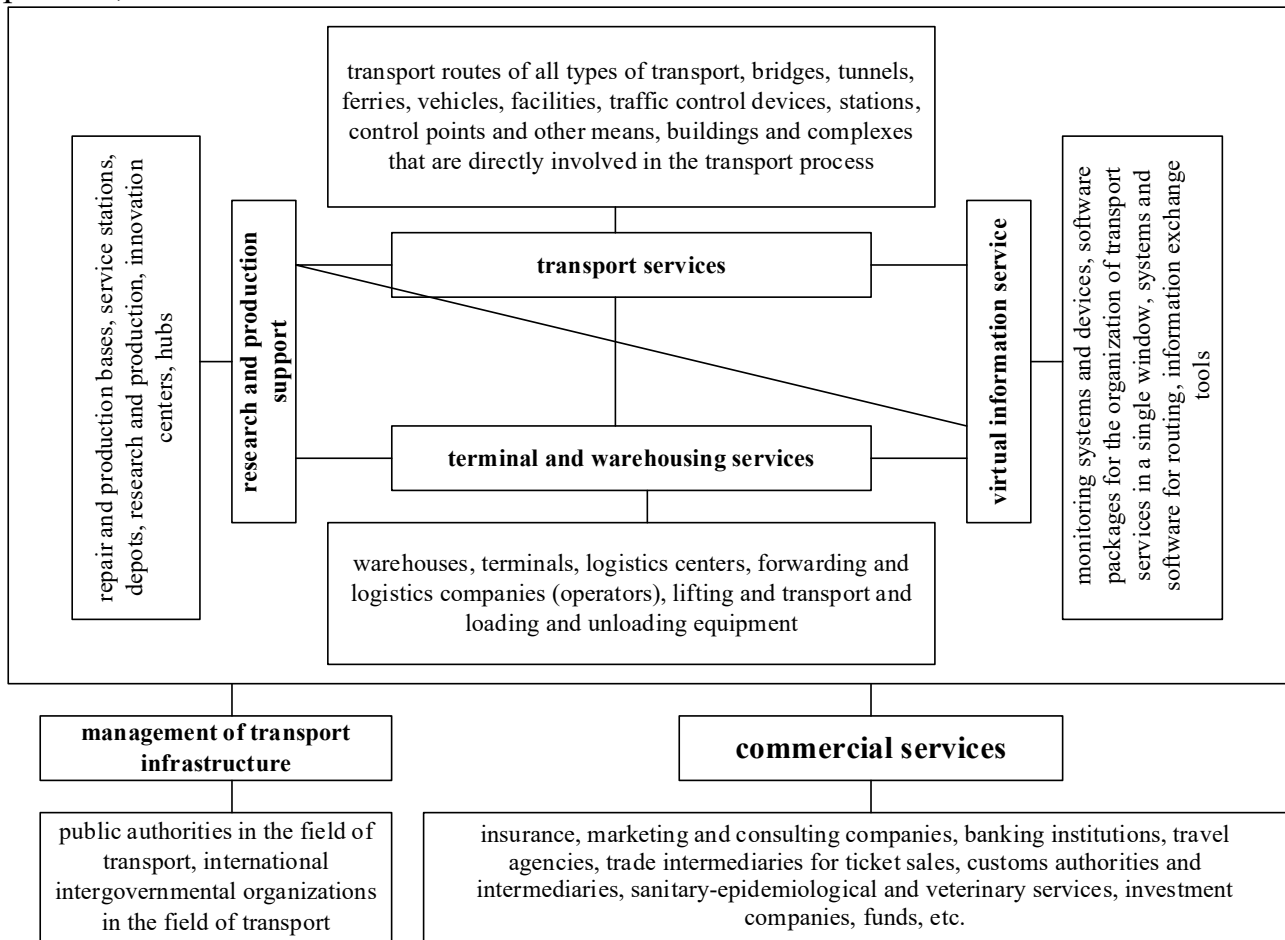 transport routes of all types of transport, bridges, tunnels,
ferries, vehicles, facilities, traffic control devices, stations,
control points and other means, buildings and complexes
that are directly involved in the transport process
repair and production bases, service stations,
depots, research and production, innovation
centers, hubs
research and production
support
transport services
terminal and warehousing services
virtual information service
monitoring systems and devices, software
packages for the organization of transport
services in a single window, systems and
software for routing, information exchange
tools
warehouses, terminals, logistics centers, forwarding and
logistics companies (operators), lifting and transport and
loading and unloading equipment
management of transport
infrastructure
commercial services
public authorities in the field of
transport, international
intergovernmental organizations
in the field of transport
insurance, marketing and consulting companies, banking institutions, travel
agencies, trade intermediaries for ticket sales, customs authorities and
intermediaries, sanitary-epidemiological and veterinary services, investment
companies, funds, etc.